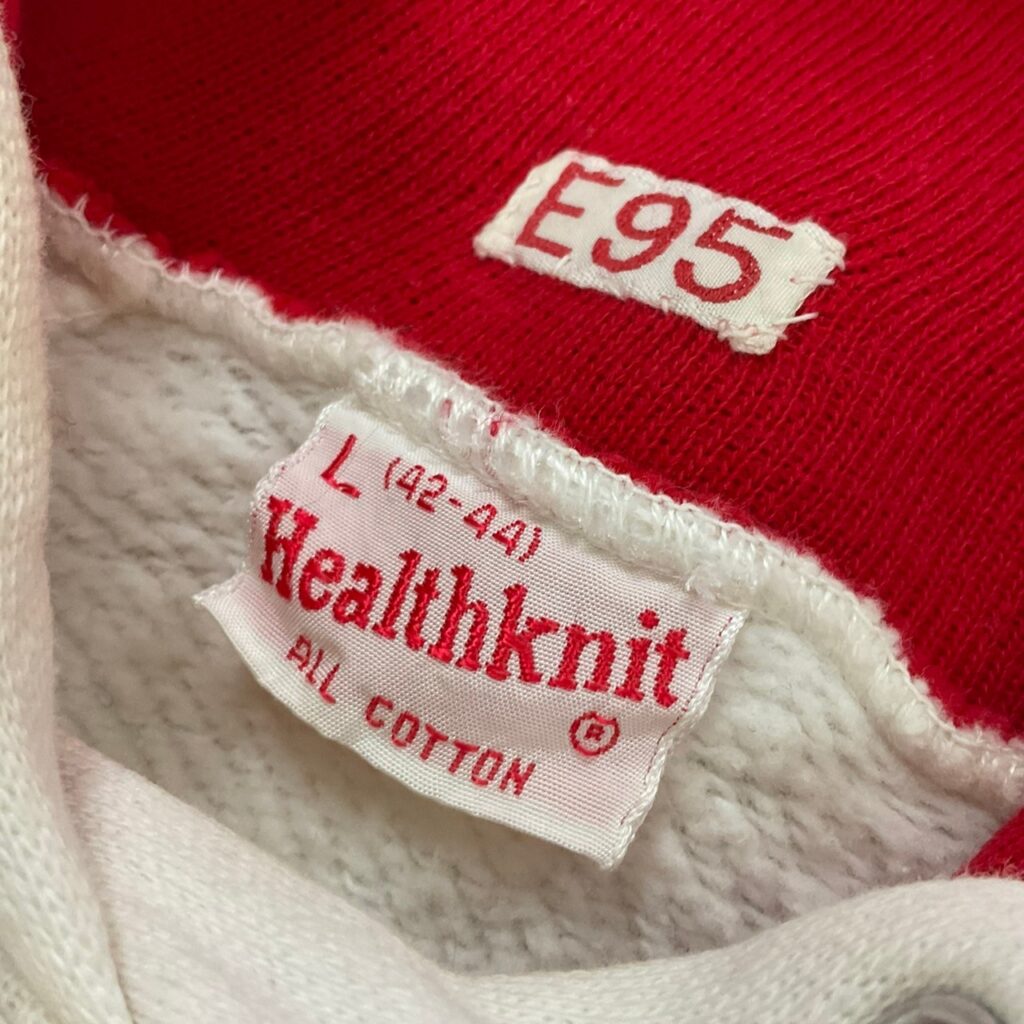 E95
L (42-44)
Healthknit
®
ALL COTTON